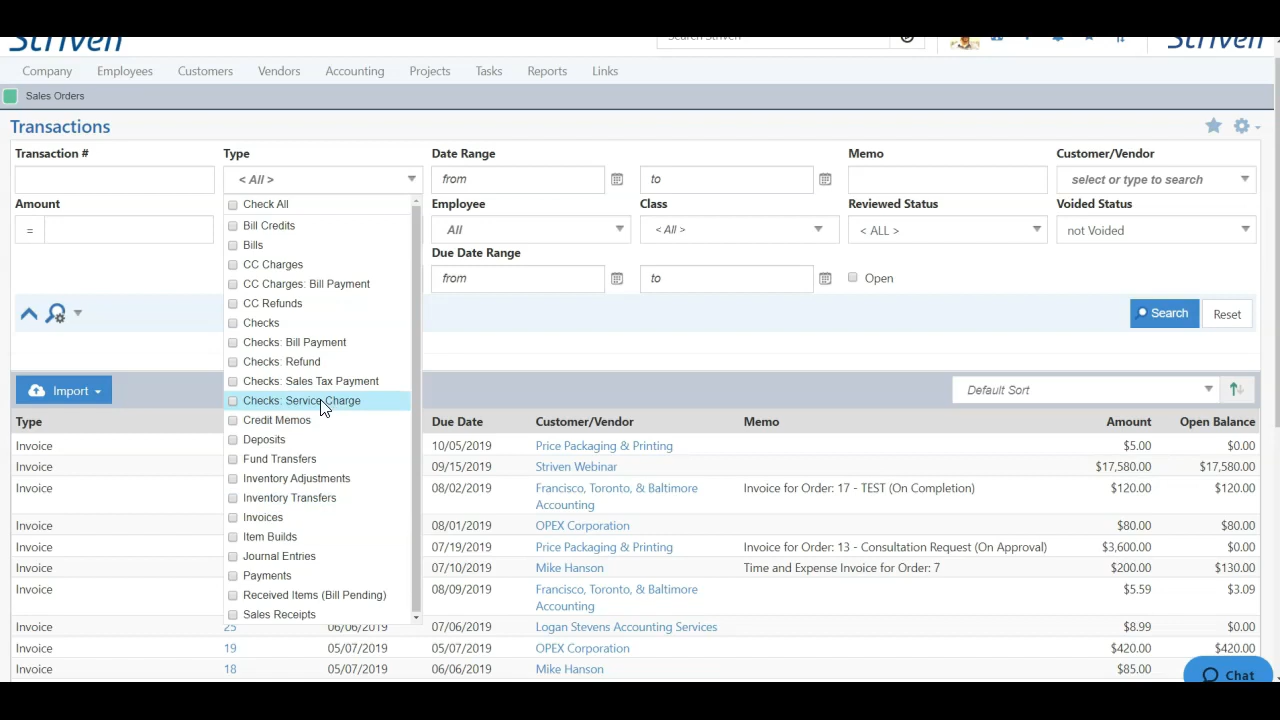 Striven Search Striven Striven
Company Employees Customers Vendors Accounting Projects Tasks Reports Links
Sales Orders
Transactions
Transaction # Type Date Range Memo Customer/Vendor
< All > from to select or type to search
Amount Check All Employee Class Reviewed Status Voided Status
= Bill Credits All < All > < ALL > not Voided
Bills Due Date Range
CC Charges from to Open
CC Charges: Bill Payment
CC Refunds
Search Reset
Checks
Checks: Bill Payment
Checks: Refund
Checks: Sales Tax Payment
Import Default Sort
Checks: Service Charge
Credit Memos
Type Due Date Customer/Vendor Memo Amount Open Balance
Deposits
Invoice 10/05/2019 Price Packaging & Printing $5.00 $0.00
Fund Transfers
Invoice 09/15/2019 Striven Webinar $17,580.00 $17,580.00
Inventory Adjustments
Invoice 08/02/2019 Francisco, Toronto, & Baltimore Invoice for Order: 17 - TEST (On Completion) $120.00 $120.00
Inventory Transfers Accounting
Invoices
Invoice 08/01/2019 OPEX Corporation $80.00 $80.00
Item Builds
Invoice 07/19/2019 Price Packaging & Printing Invoice for Order: 13 - Consultation Request (On Approval) $3,600.00 $0.00
Journal Entries
Invoice 07/10/2019 Mike Hanson Time and Expense Invoice for Order: 7 $200.00 $130.00
Payments
Invoice 08/09/2019 Francisco, Toronto, & Baltimore $5.59 $3.09
Received Items (Bill Pending) Accounting
Sales Receipts
Invoice 25 06/06/2019 07/06/2019 Logan Stevens Accounting Services $8.99 $0.00
Invoice 19 05/07/2019 05/07/2019 OPEX Corporation $420.00 $420.00
Invoice 18 05/07/2019 06/06/2019 Mike Hanson $85.00
Chat